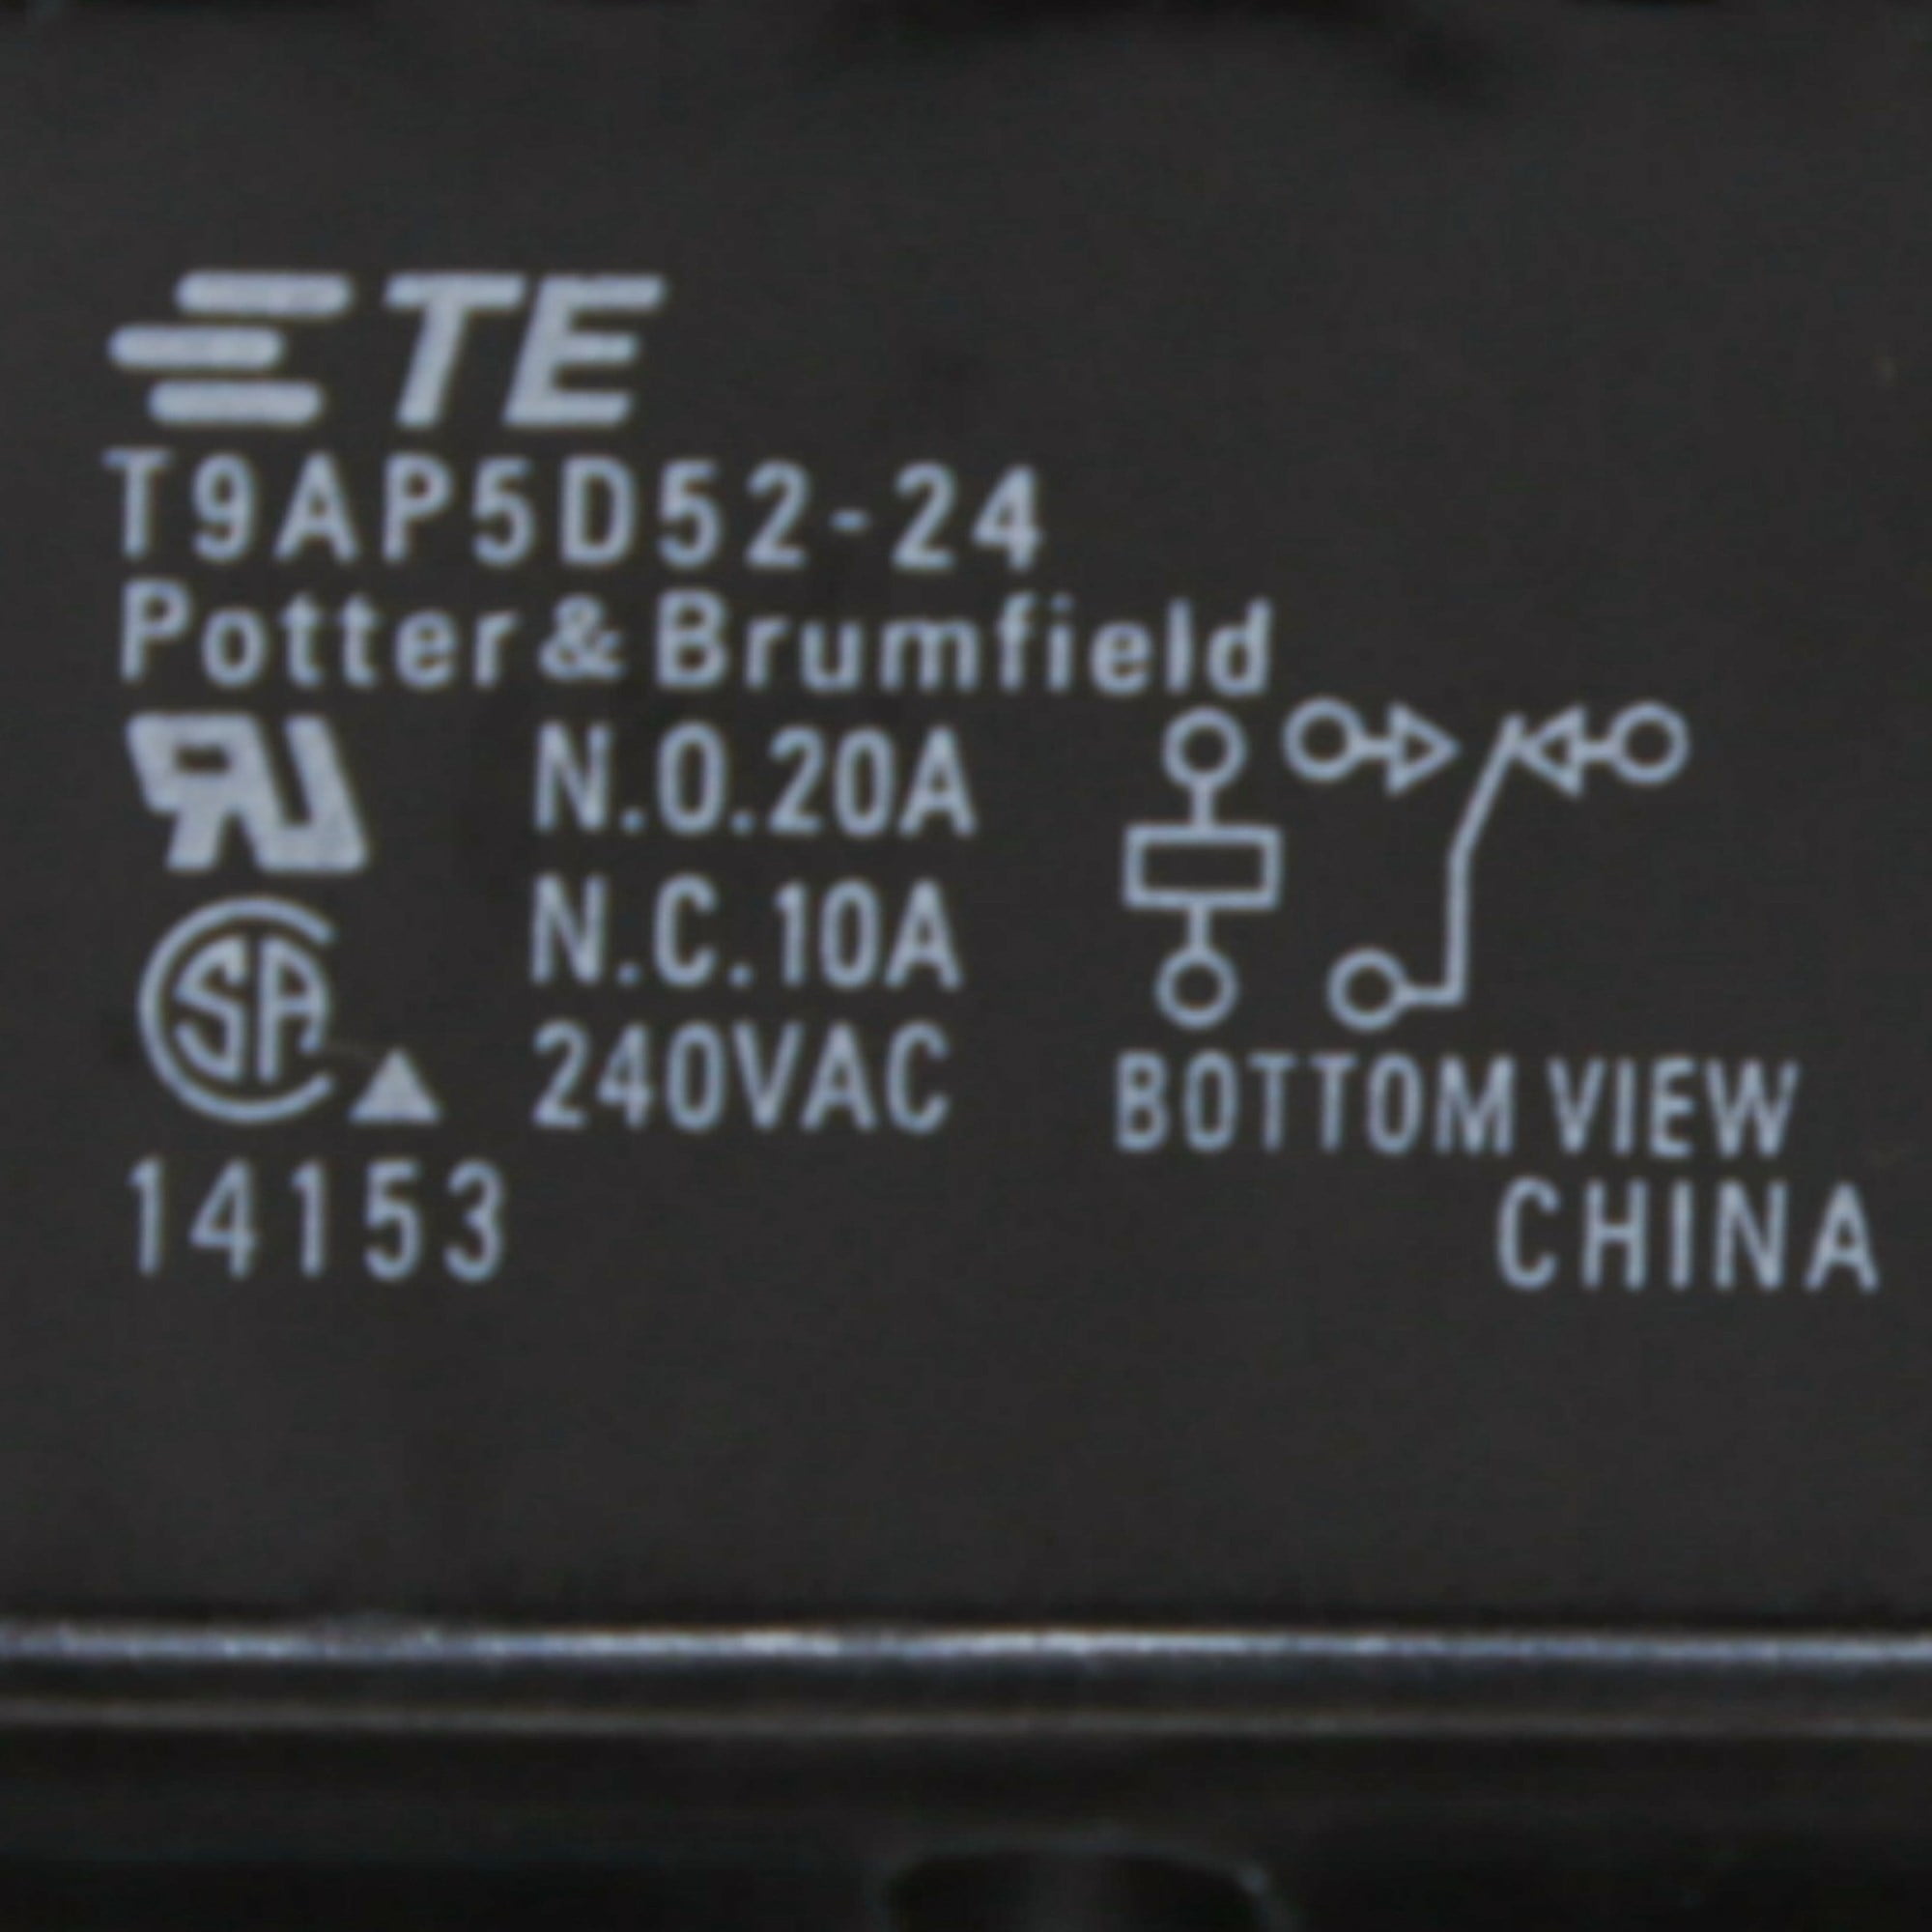 TE
T9AP5D52-24
Potter & Brumfield
N.O.20A
N.C.10A
240VAC
BOTTOM VIEW
14153
CHINA